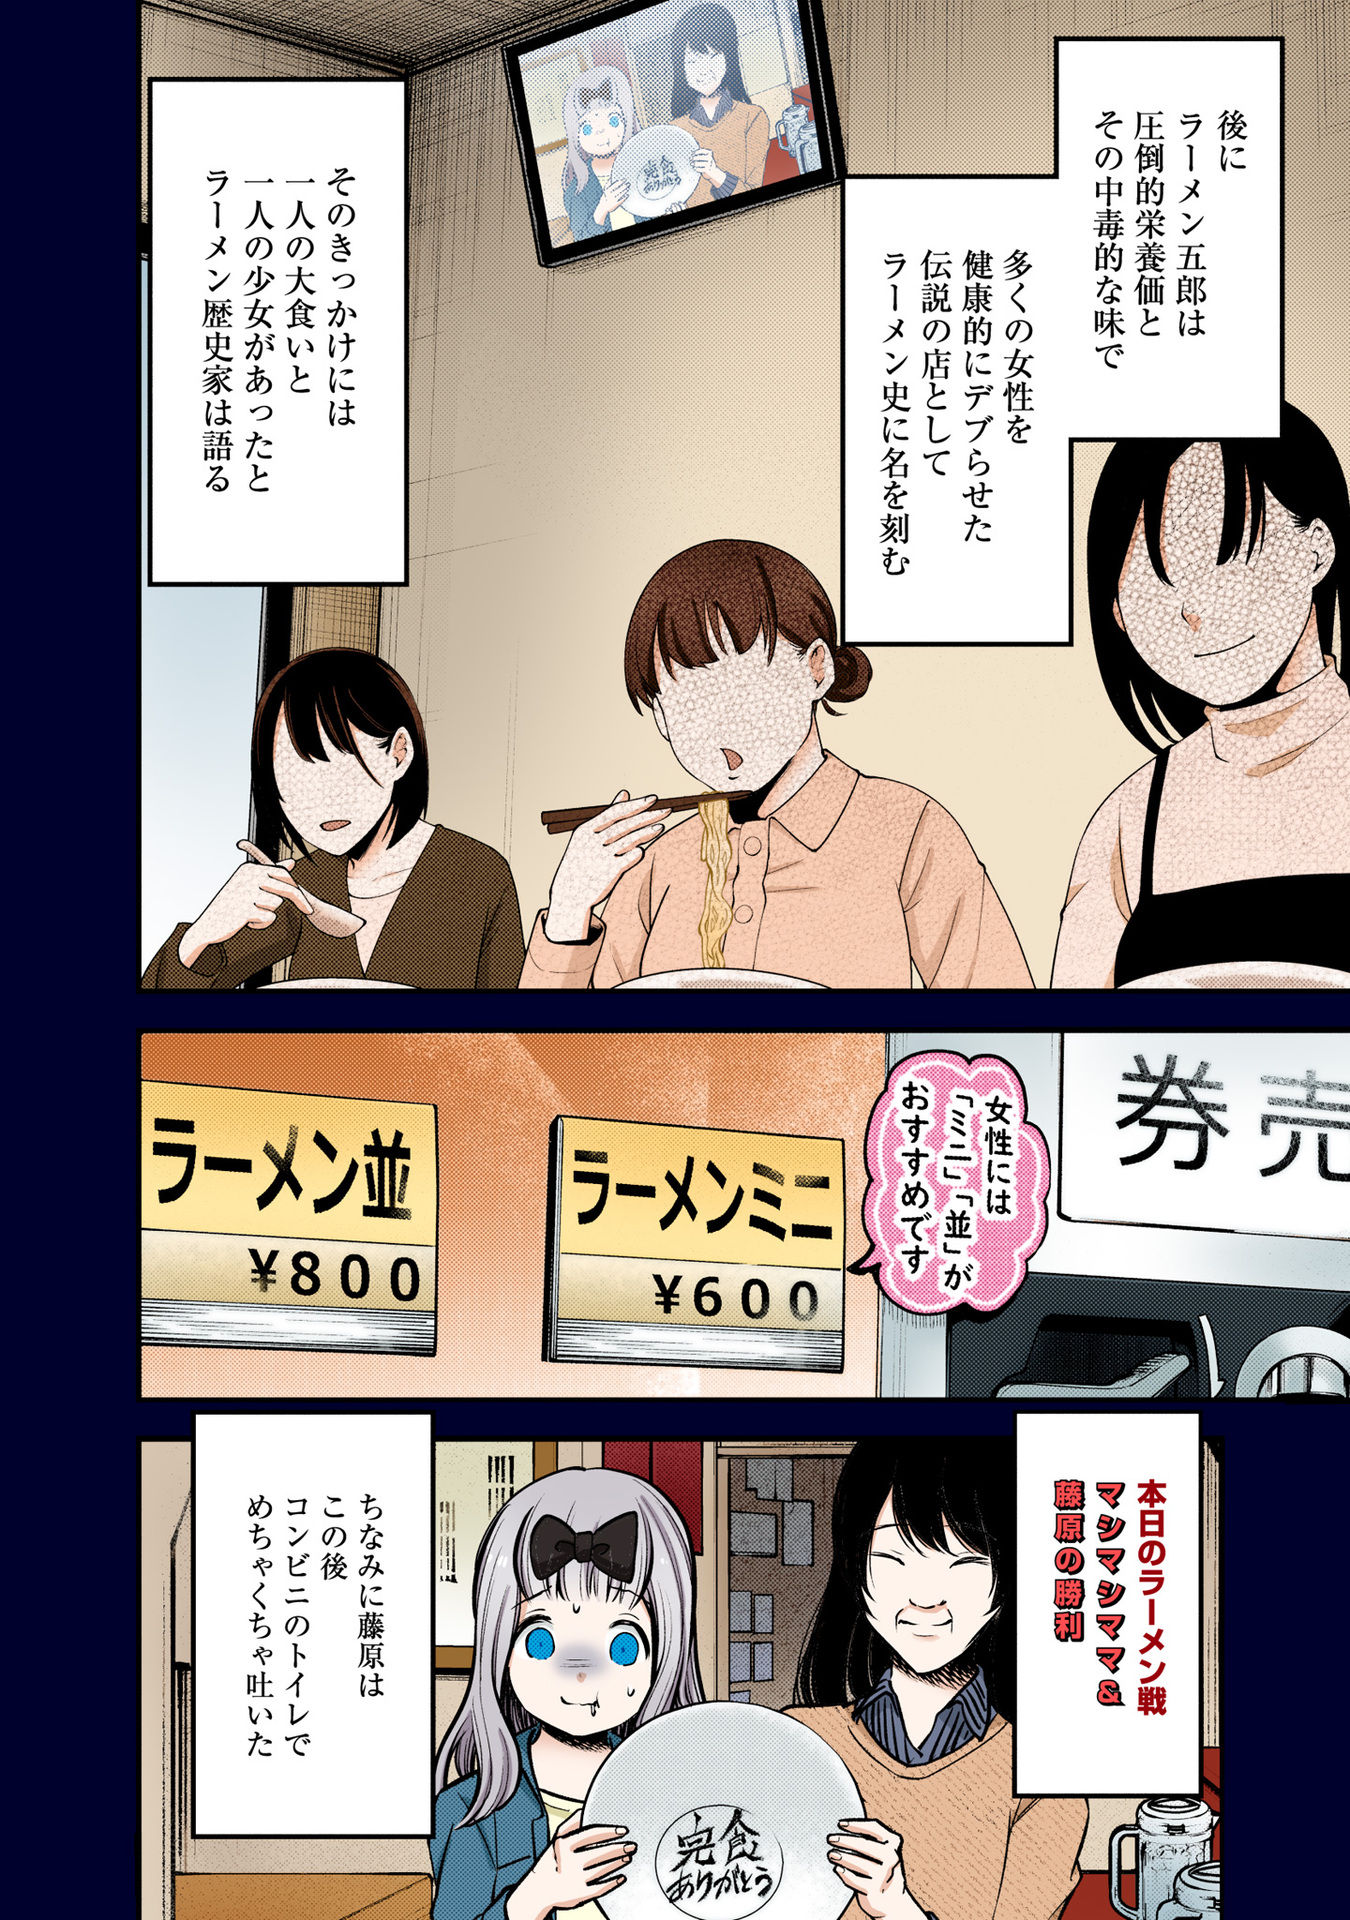 後に
ラーメン五郎は
圧倒的栄養価と
その中毒的な味で
多くの女性を
健康的にデブらせた
伝説の店として
ラーメン史に名を刻む
完食
ありがとう
そのきっかけには
一人の大食いと
一人の少女があったと
ラーメン歴史家は語る
券売
女性には
「ミニ」「並」が
おすすめです
ラーメンミニ
¥600
ラーメン並
¥800
本日のラーメン戦
マシマシママ&
藤原の勝利
完食
ありがとう
ちなみに藤原は
この後
コンビニのトイレで
めちゃくちゃ吐いた